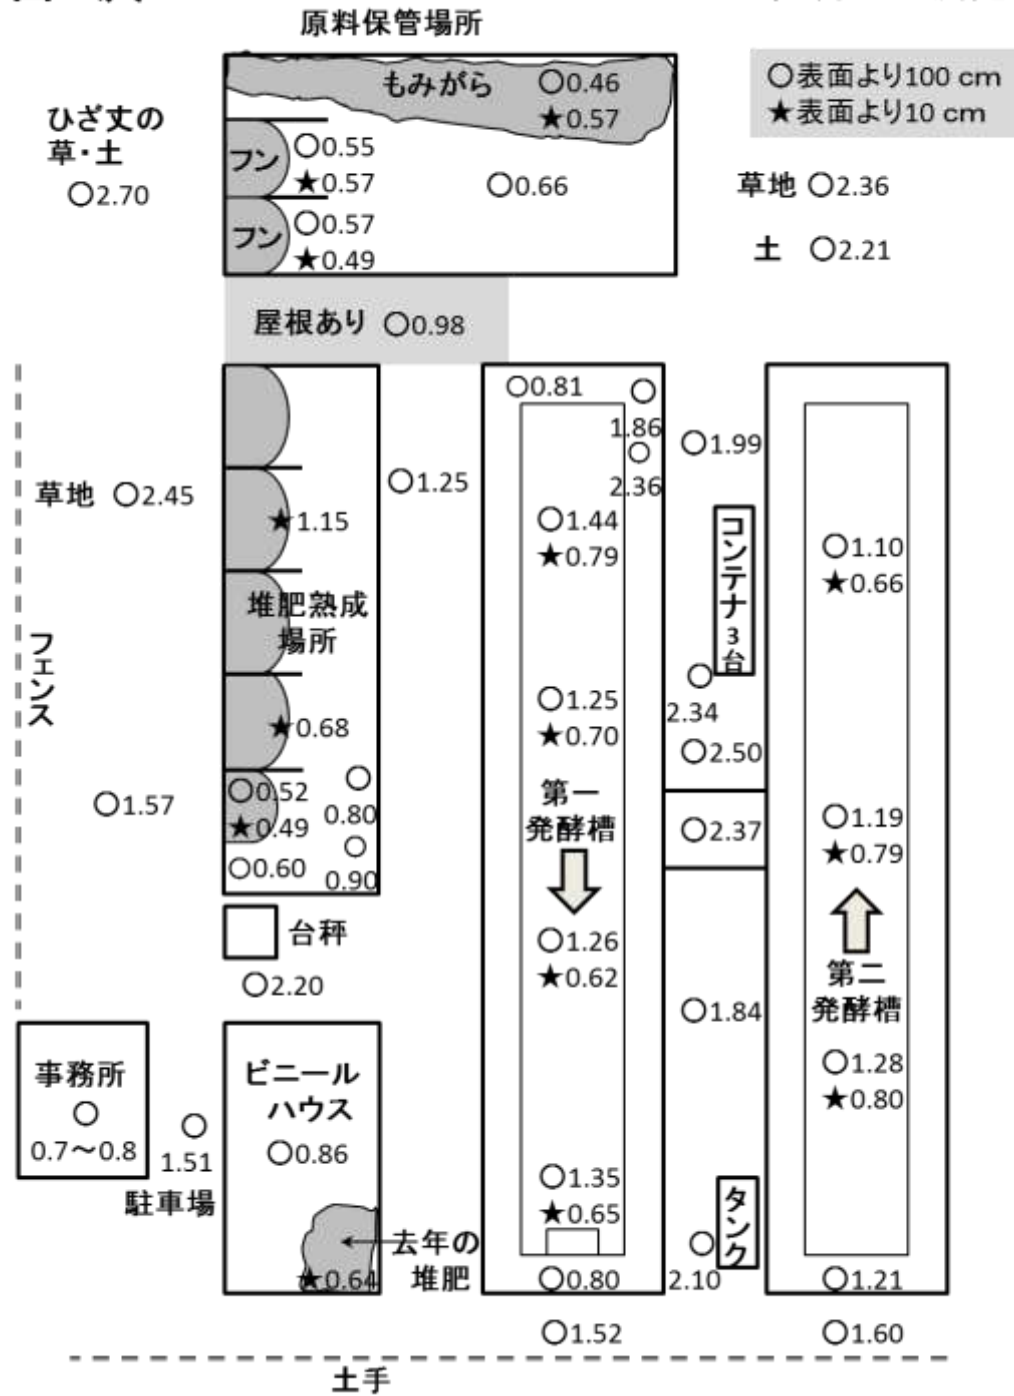 原料保管場所
○表面より100 cm
★表面より10 cm
もみがら
○0.46
★0.57
ひざ丈の
草・土
○2.70
フン
○0.55
★0.57
フン
○0.57
★0.49
○0.66
草地 ○2.36
土 ○2.21
屋根あり ○0.98
草地 ○2.45
フェンス
○1.57
★1.15
堆肥熟成
場所
★0.68
○0.52
★0.49
○0.60
○
0.80
○
0.90
○1.25
台秤
○2.20
事務所
○
0.7～0.8
○
1.51
駐車場
ビニール
ハウス
○0.86
去年の
堆肥
★0.64
○0.81
○
1.86
○
2.36
○1.44
★0.79
○1.25
★0.70
第一
発酵槽
○1.26
★0.62
○1.35
★0.65
○0.80
○1.52
○1.99
コンテナ3台
○
2.34
○2.50
○2.37
○1.84
タンク
○
2.10
○1.10
★0.66
○1.19
★0.79
第二
発酵槽
○1.28
★0.80
○1.21
○1.60
土手